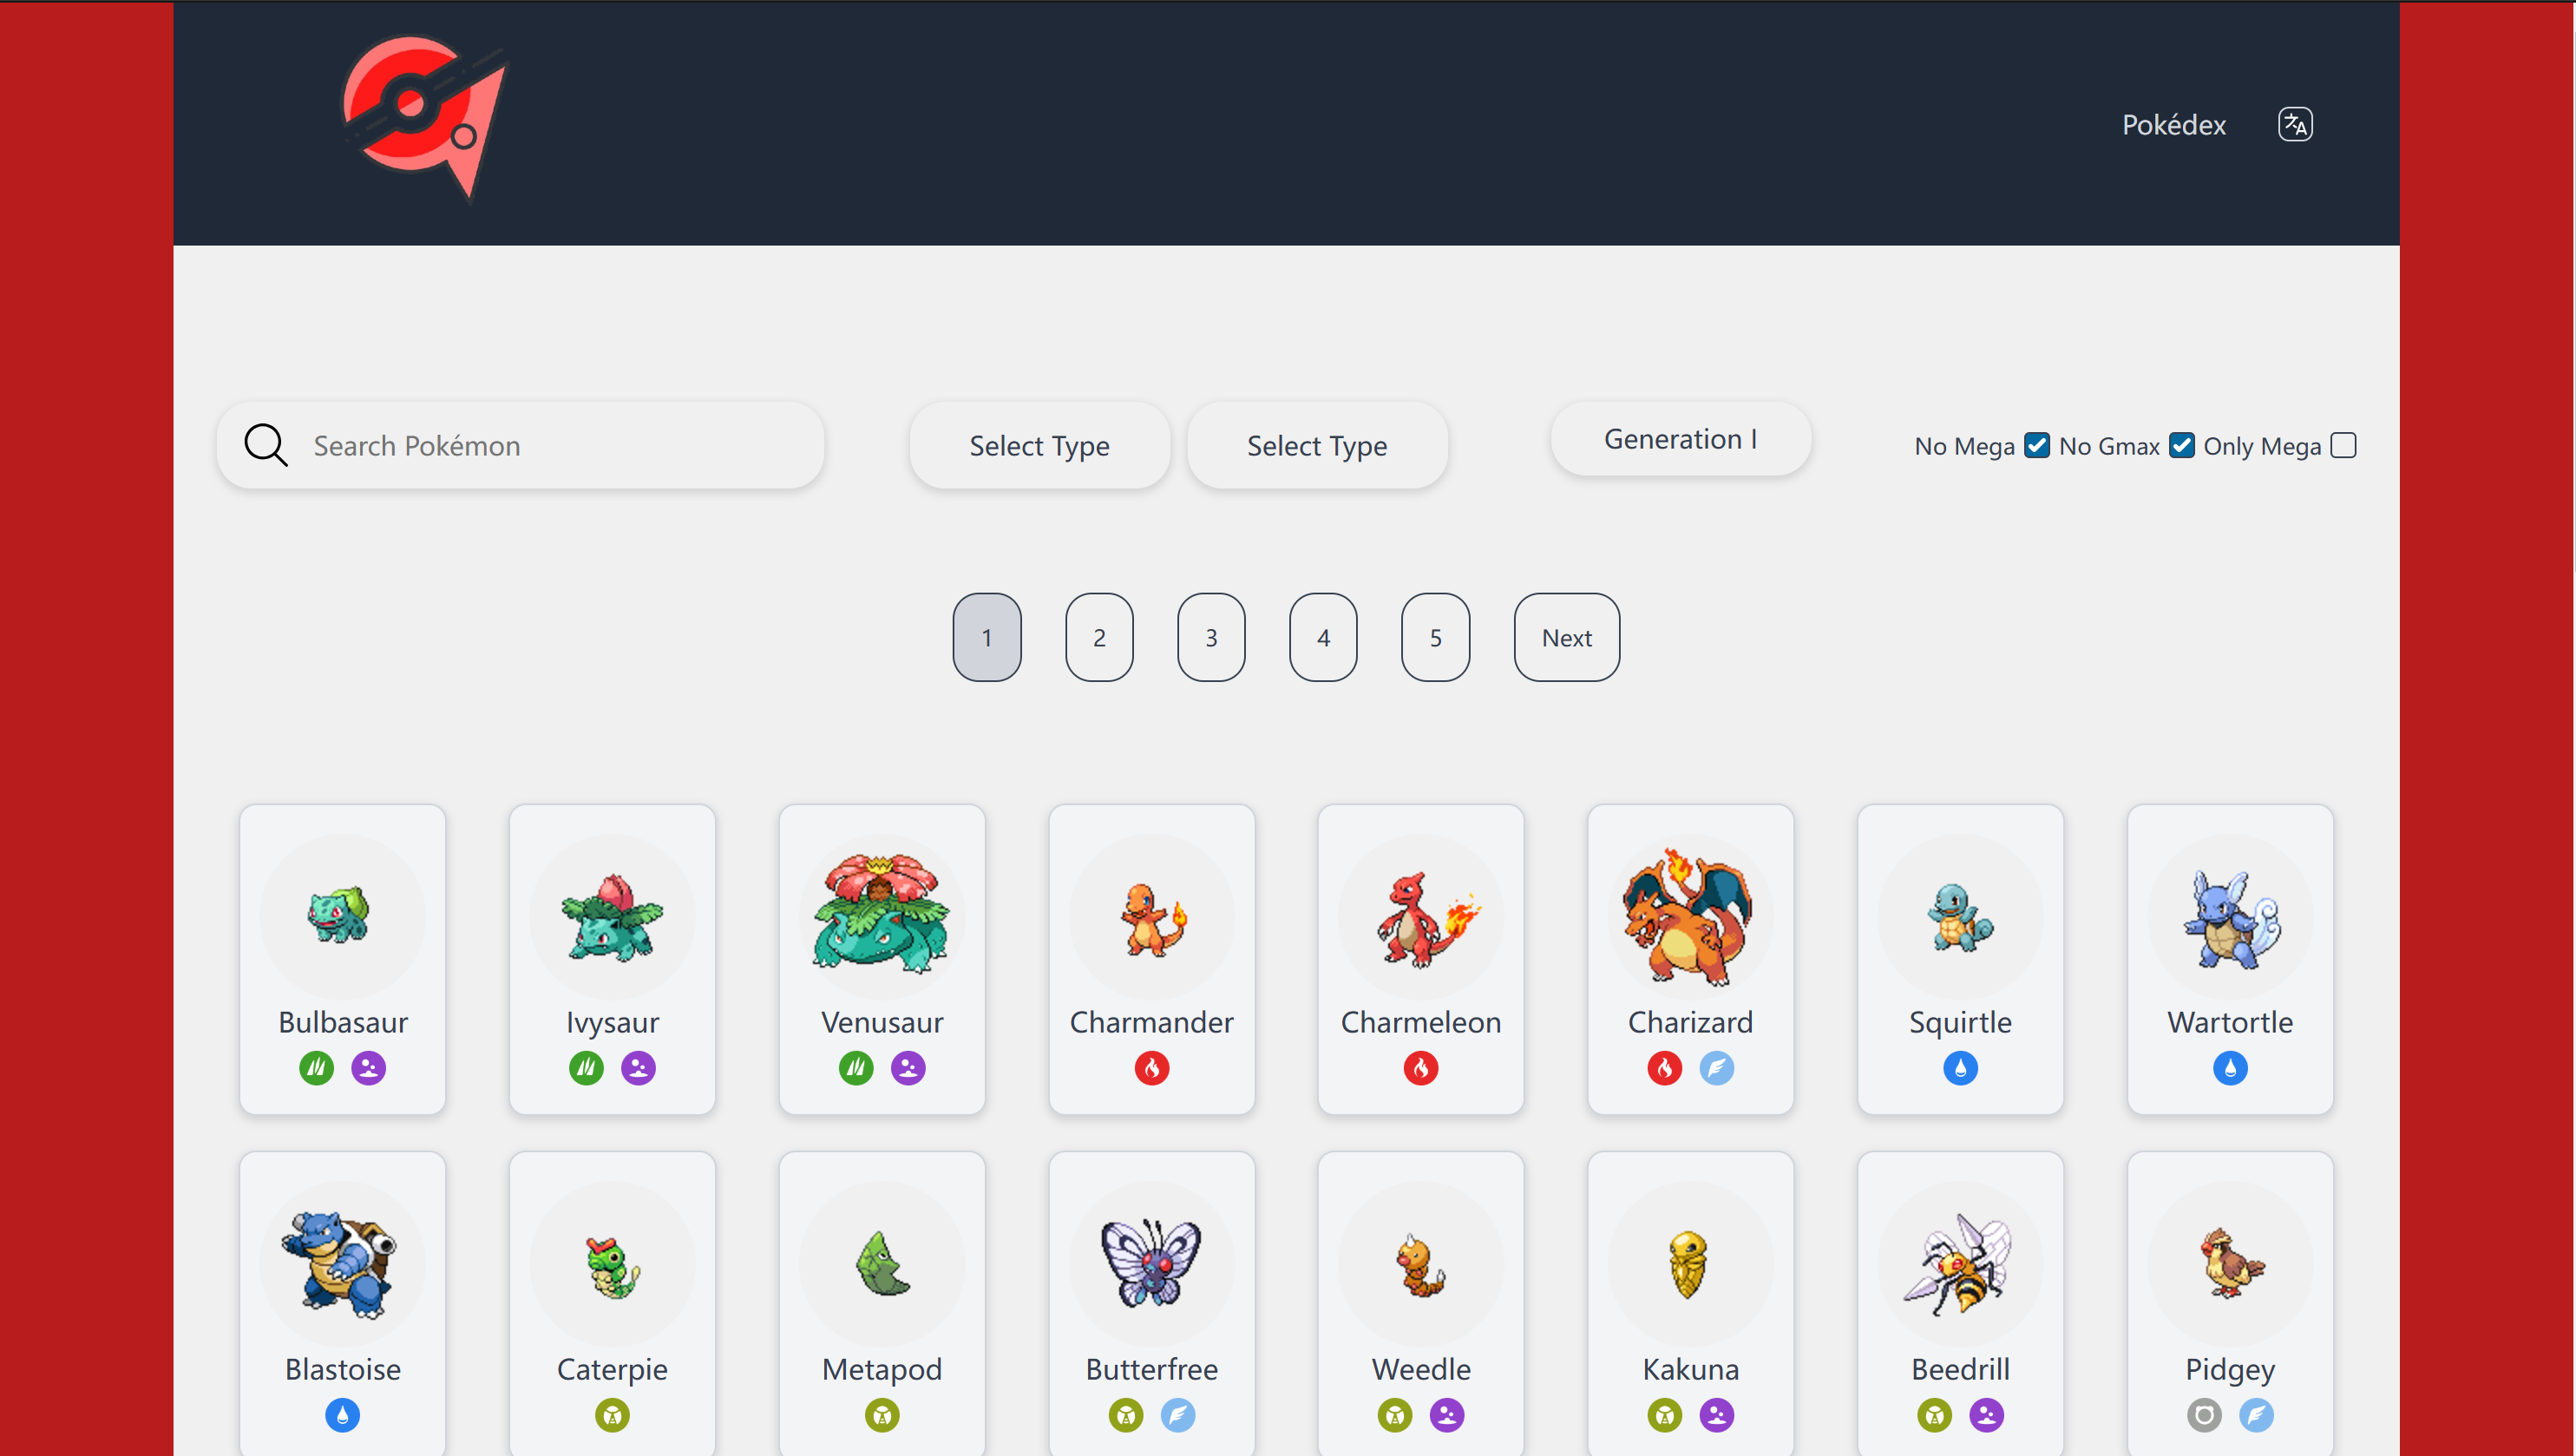 Pokédex
Search Pokémon
Select Type
Select Type
Generation I
No Mega No Gmax Only Mega
1 2 3 4 5 Next
Bulbasaur Ivysaur Venusaur Charmander Charmeleon Charizard Squirtle Wartortle
Blastoise Caterpie Metapod Butterfree Weedle Kakuna Beedrill Pidgey